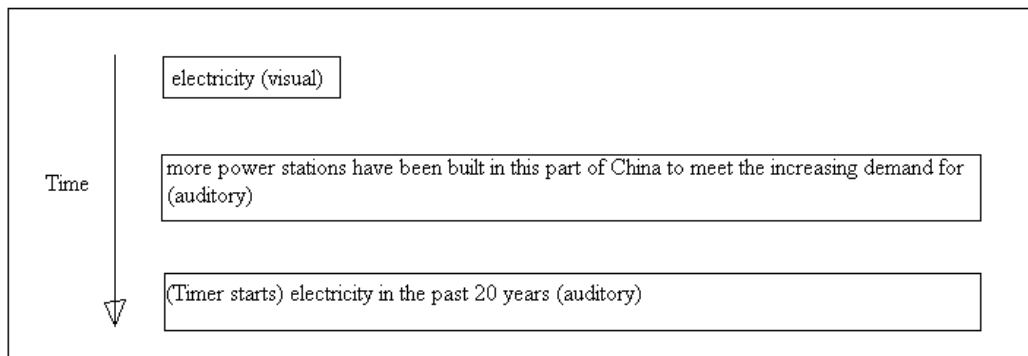 electricity (visual)
more power stations have been built in this part of China to meet the increasing demand for
(auditory)
Time
(Timer starts) electricity in the past 20 years (auditory)